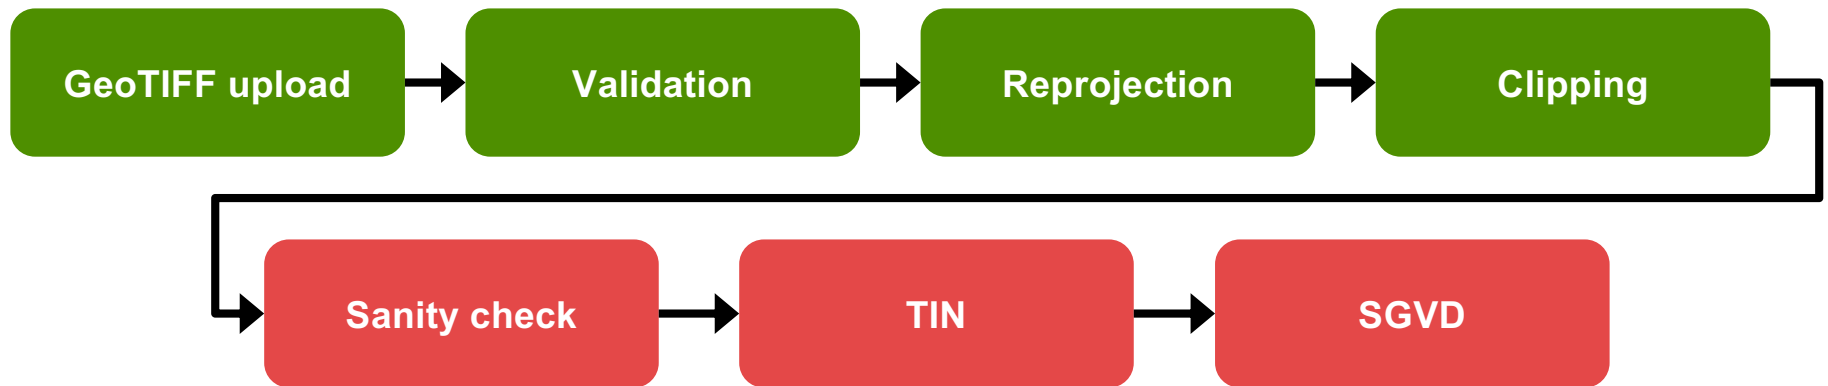 GeoTIFF upload
Validation
Reprojection
Clipping
Sanity check
TIN
SGVD